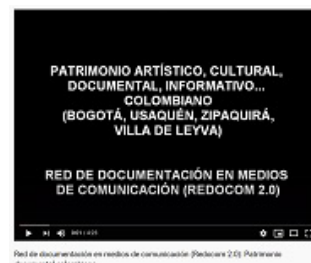 PATRIMONIO ARTÍSTICO, CULTURAL,
DOCUMENTAL, INFORMATIVO...
COLOMBIANO
(BOGOTÁ, USAQUÉN, ZIPAQUIRÁ,
VILLA DE LEYVA)
RED DE DOCUMENTACIÓN EN MEDIOS
DE COMUNICACIÓN (REDOCOM 2.0)
Red de documentación en medios de comunicación (Redocom 2.0): Patrimonio